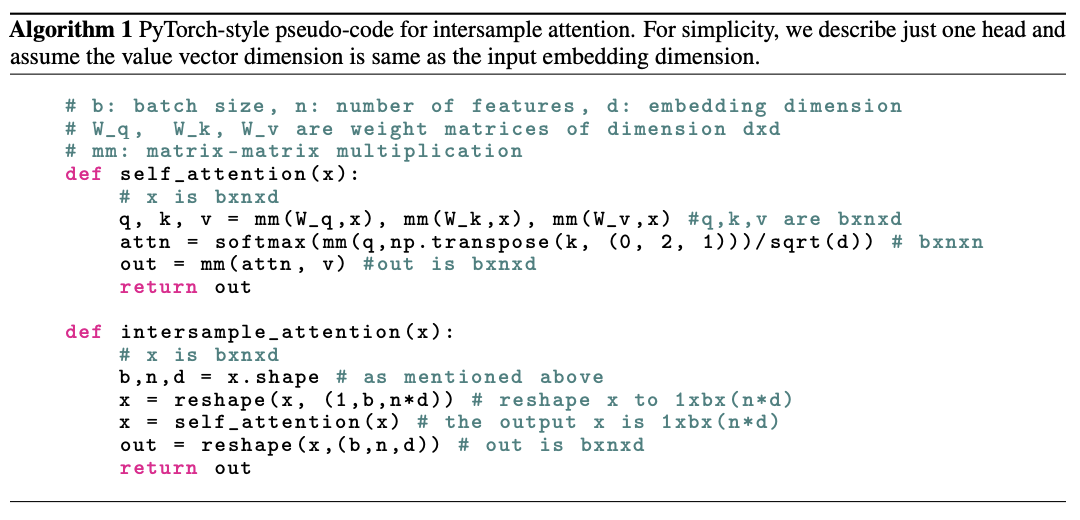 Algorithm 1 PyTorch-style pseudo-code for intersample attention. For simplicity, we describe just one head and
assume the value vector dimension is same as the input embedding dimension.
# b: batch size, n: number of features, d: embedding dimension
# W_q, W_k, W_v are weight matrices of dimension dxd
# mm: matrix-matrix multiplication
def self_attention(x):
    # x is bxnxd
    q, k, v = mm(W_q,x), mm(W_k,x), mm(W_v,x) #q,k,v are bxnxd
    attn = softmax(mm(q,np.transpose(k, (0, 2, 1)))/sqrt(d)) # bxnxn
    out = mm(attn, v) #out is bxnxd
    return out
def intersample_attention(x):
    # x is bxnxd
    b,n,d = x.shape # as mentioned above
    x = reshape(x, (1,b,n*d)) # reshape x to 1xbx(n*d)
    x = self_attention(x) # the output x is 1xbx(n*d)
    out = reshape(x,(b,n,d)) # out is bxnxd
    return out